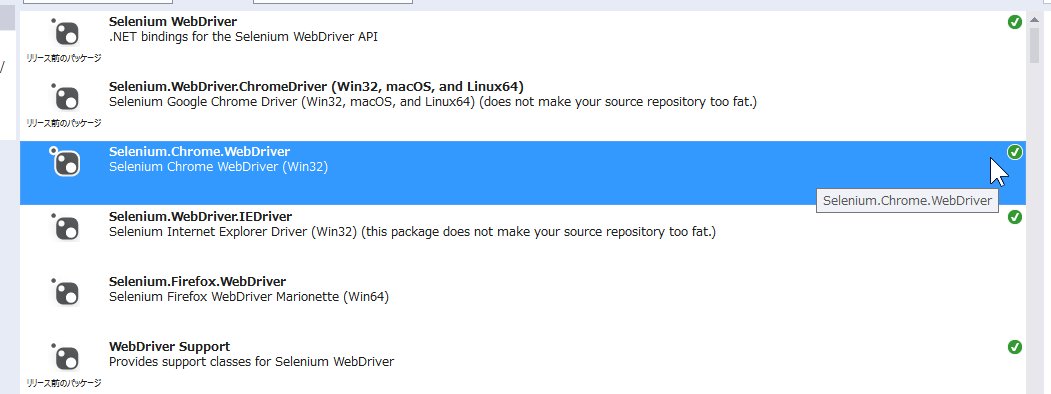 Selenium WebDriver
.NET bindings for the Selenium WebDriver API
リリース前のパッケージ
/
Selenium.WebDriver.ChromeDriver (Win32, macOS, and Linux64)
Selenium Google Chrome Driver (Win32, macOS, and Linux64) (does not make your source repository too fat.)
リリース前のパッケージ
Selenium.Chrome.WebDriver
Selenium Chrome WebDriver (Win32)
Selenium.Chrome.WebDriver
Selenium.WebDriver.IEDriver
Selenium Internet Explorer Driver (Win32) (this package does not make your source repository too fat.)
Selenium.Firefox.WebDriver
Selenium Firefox WebDriver Marionette (Win64)
WebDriver Support
Provides support classes for Selenium WebDriver
リリース前のパッケージ